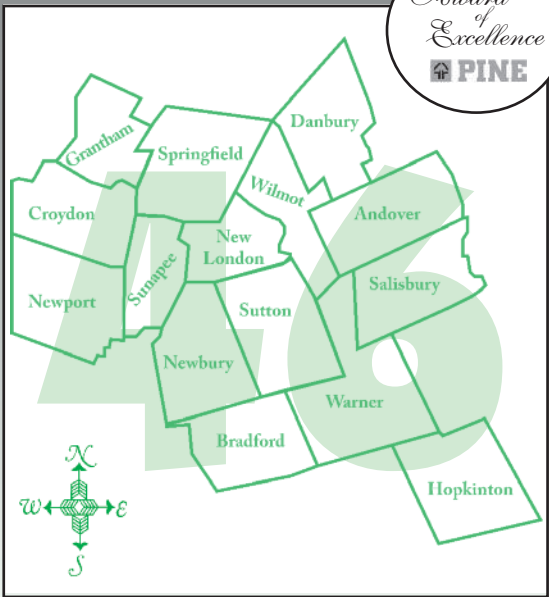 of
Excellence
PINE
Danbury
Grantham
Springfield
Wilmot
Croydon
Andover
New
London
Sunapee
Salisbury
Newport
Sutton
Newbury
Warner
Bradford
Hopkinton
46
N
W E
S